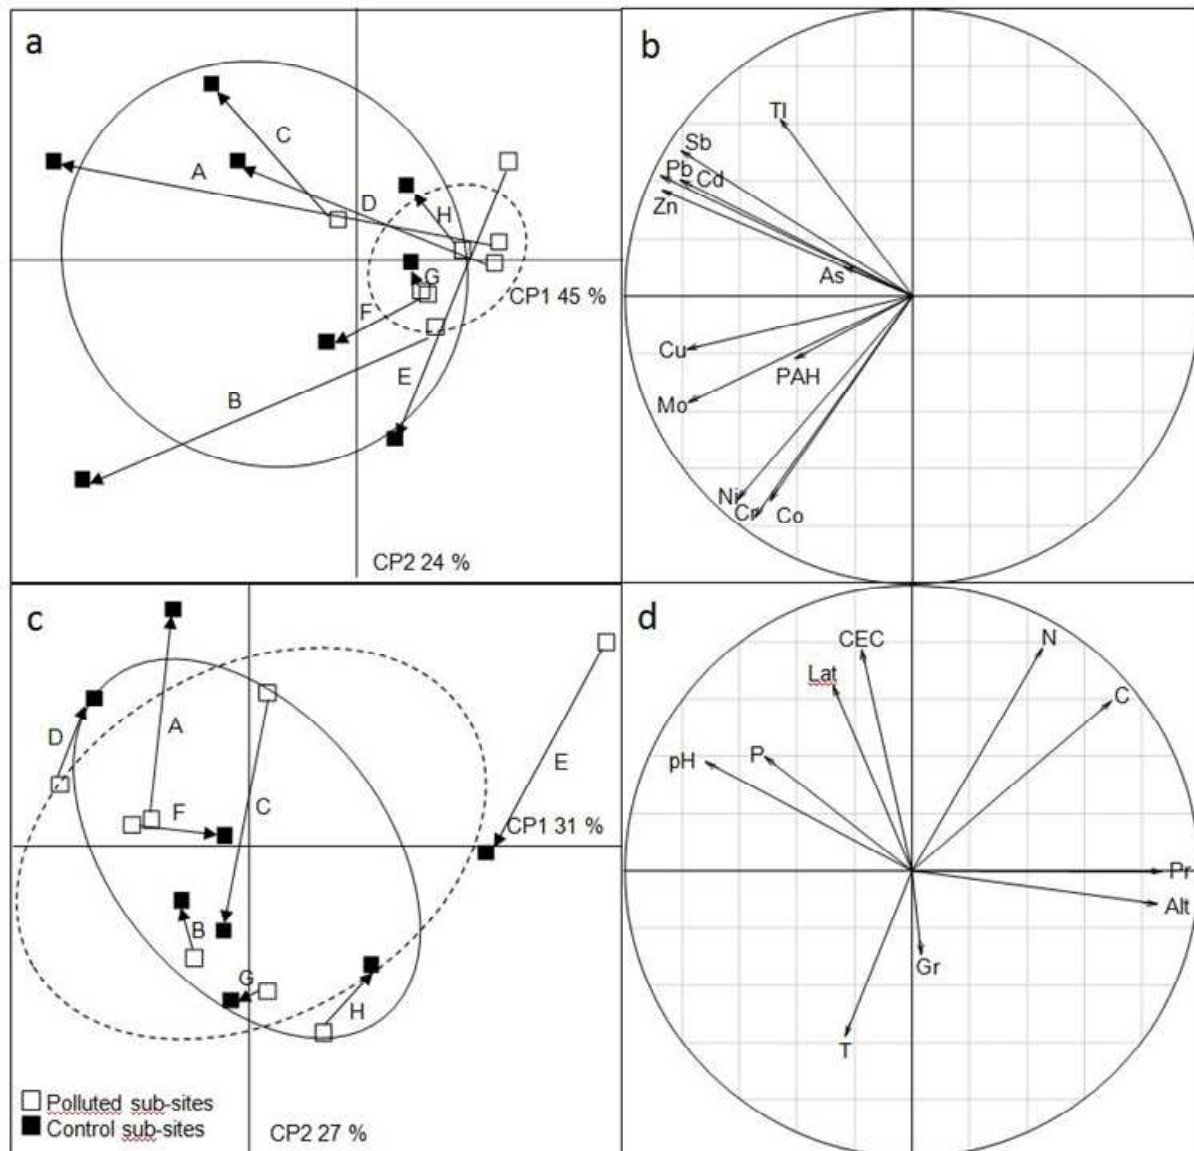 a
C
A
D
H
G
CP1 45 %
F
E
B
CP2 24 %
b
Tl
Sb
Pb
Cd
Zn
As
Cu
PAH
Mo
Ni
Cr
Co
c
D
A
E
F
C
CP1 31 %
B
G
H
Polluted sub-sites
Control sub-sites
CP2 27 %
d
CEC
N
Lat
C
P
pH
Pr
Alt
Gr
T